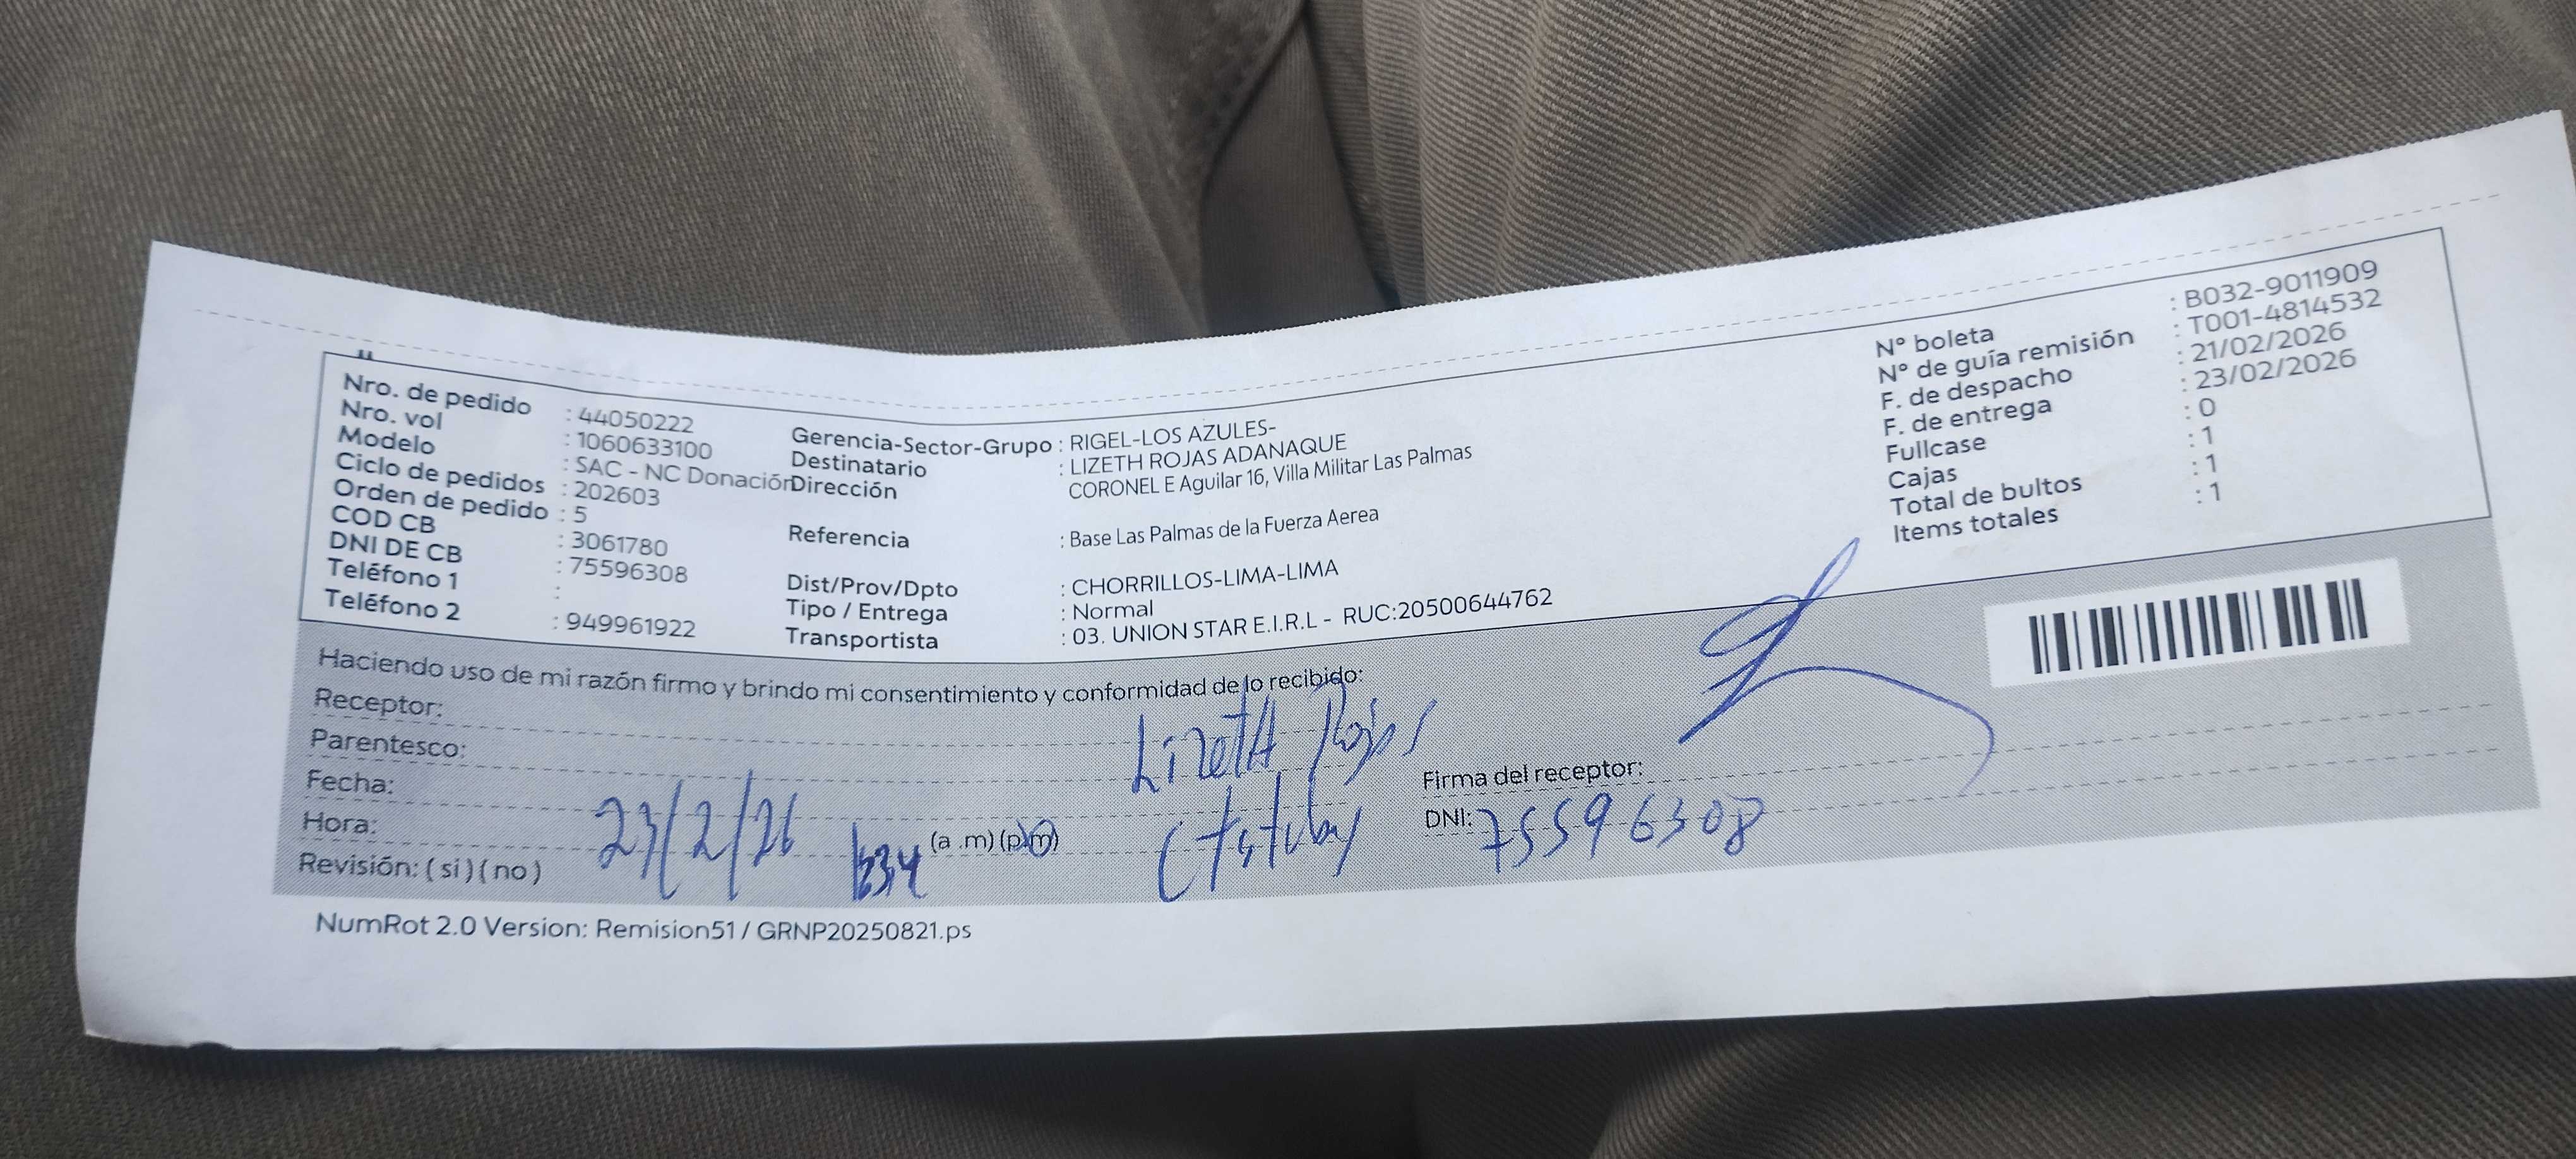 Nro. de pedido : 44050222
Nro. vol : 1060633100
Modelo : SAC - NC Donación
Ciclo de pedidos : 202603
Orden de pedido : 5
COD CB : 3061780
DNI DE CB : 75596308
Teléfono 1 :
Teléfono 2 : 949961922
Gerencia-Sector-Grupo : RIGEL-LOS AZULES-
Destinatario : LIZETH ROJAS ADANAQUE
Dirección CORONEL E Aguilar 16, Villa Militar Las Palmas
Referencia : Base Las Palmas de la Fuerza Aerea
Dist/Prov/Dpto : CHORRILLOS-LIMA-LIMA
Tipo / Entrega : Normal
Transportista : 03. UNION STAR E.I.R.L - RUC:20500644762
N° boleta : B032-9011909
N° de guía remisión : T001-4814532
F. de despacho : 21/02/2026
F. de entrega : 23/02/2026
Fullcase : 0
Cajas : 1
Total de bultos : 1
Items totales : 1
Haciendo uso de mi razón firmo y brindo mi consentimiento y conformidad de lo recibido:
Receptor: Lizeth Rojas
Parentesco:
Fecha: 23/2/26
Hora: (a .m) (p.m)
Revisión: ( si ) ( no )
Firma del receptor:
DNI: 75596308
NumRot 2.0 Version: Remision51 / GRNP20250821.ps